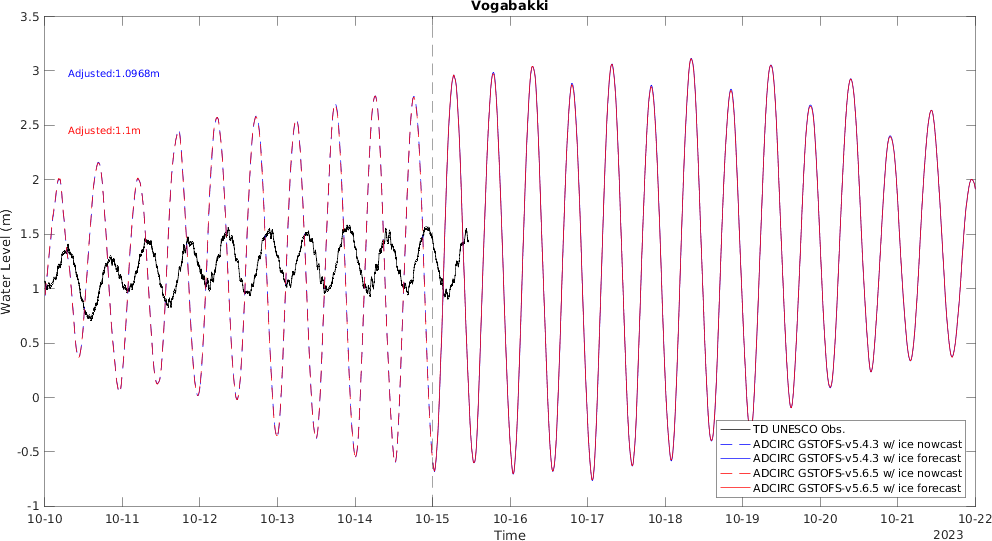 Vogabakki
Water Level (m)
3.5
3
2.5
2
1.5
1
0.5
0
-0.5
-1
Adjusted:1.0968m
Adjusted:1.1m
TD UNESCO Obs.
ADCIRC GSTOFS-v5.4.3 w/ ice nowcast
ADCIRC GSTOFS-v5.4.3 w/ ice forecast
ADCIRC GSTOFS-v5.6.5 w/ ice nowcast
ADCIRC GSTOFS-v5.6.5 w/ ice forecast
10-10 10-11 10-12 10-13 10-14 10-15 10-16 10-17 10-18 10-19 10-20 10-21 10-22
Time
2023